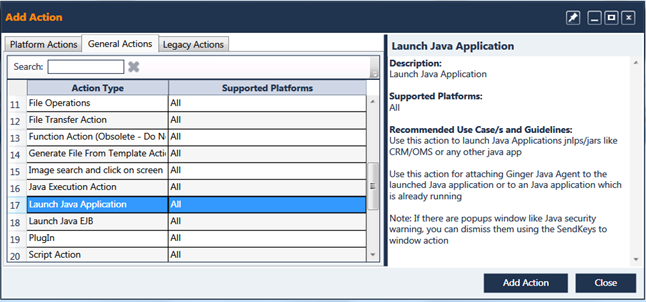 Add Action
Platform Actions General Actions Legacy Actions
Search:
Action Type Supported Platforms
11 File Operations All
12 File Transfer Action All
13 Function Action (Obsolete - Do No All
14 Generate File From Template Actio All
15 Image search and click on screen All
16 Java Execution Action All
17 Launch Java Application All
18 Launch Java EJB All
19 PlugIn All
20 Script Action All
Launch Java Application
Description:
Launch Java Application
Supported Platforms:
All
Recommended Use Case/s and Guidelines:
Use this action to launch Java Applications jnlps/jars like
CRM/OMS or any other java app
Use this action for attaching Ginger Java Agent to the
launched Java application or to an Java application which
is already running
Note: If there are popups window like Java security
warning, you can dismiss them using the SendKeys to
window action
Add Action Close